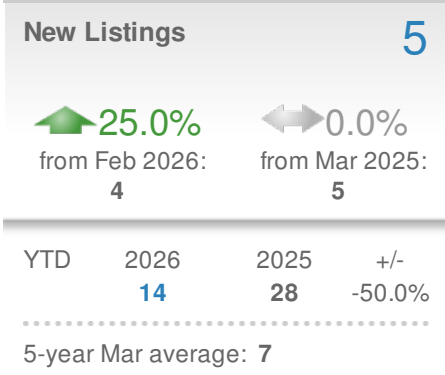 New Listings 5
25.0% 0.0%
from Feb 2026: from Mar 2025:
4 5
YTD 2026 2025 +/-
14 28 -50.0%
5-year Mar average: 7